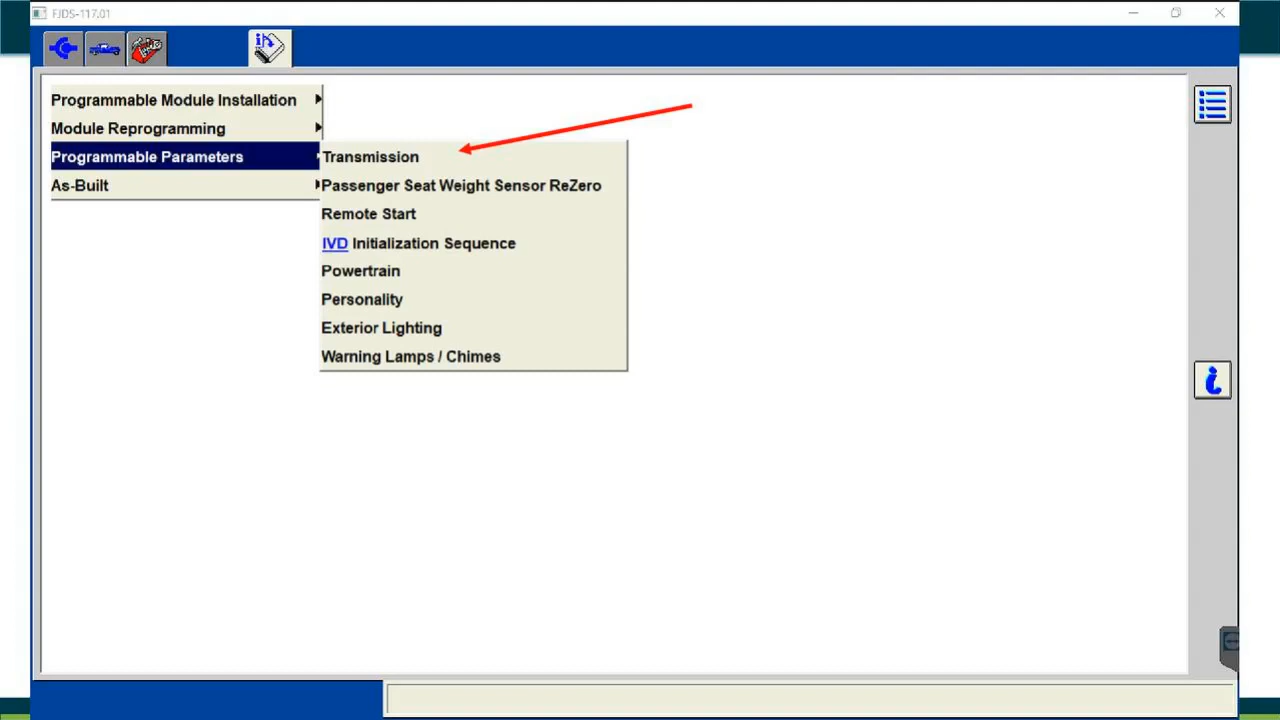 FJDS-117.01
Programmable Module Installation
Module Reprogramming
Programmable Parameters
Transmission
As-Built
Passenger Seat Weight Sensor ReZero
Remote Start
IVD Initialization Sequence
Powertrain
Personality
Exterior Lighting
Warning Lamps / Chimes